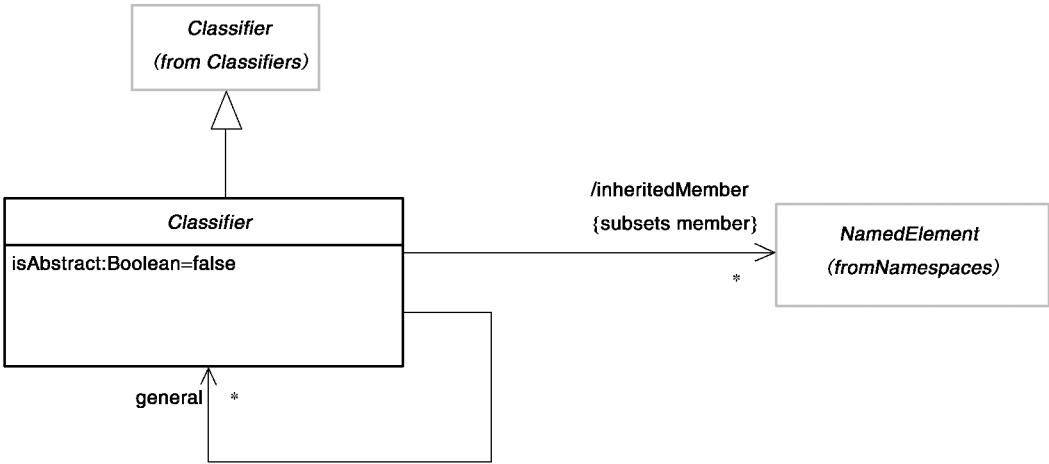 Classifier
(from Classifiers)
Classifier
isAbstract:Boolean=false
/inheritedMember
{subsets member}
*
NamedElement
(fromNamespaces)
general *